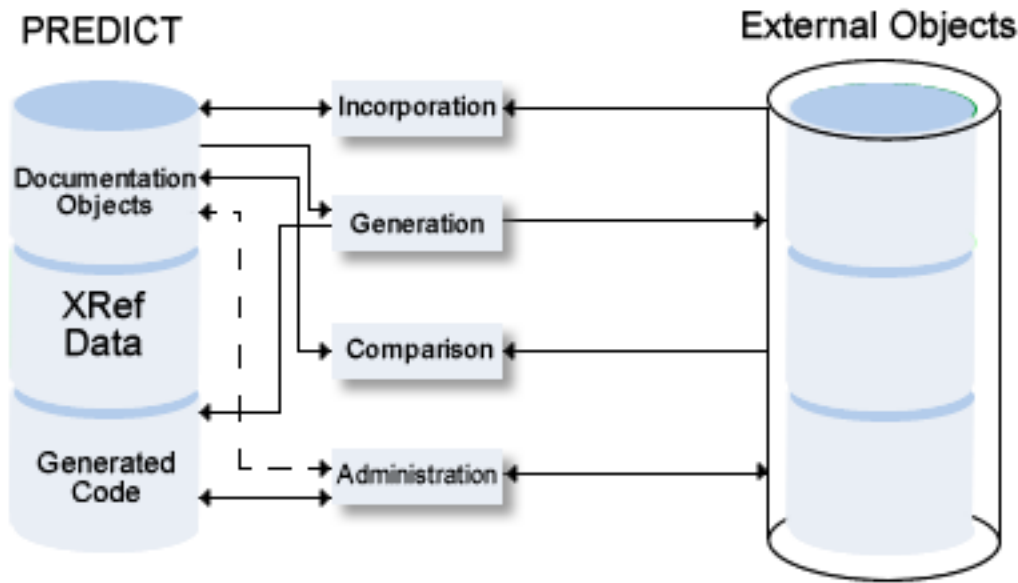 PREDICT
External Objects
Incorporation
Documentation
Objects
Generation
XRef
Data
Comparison
Generated
Code
Administration